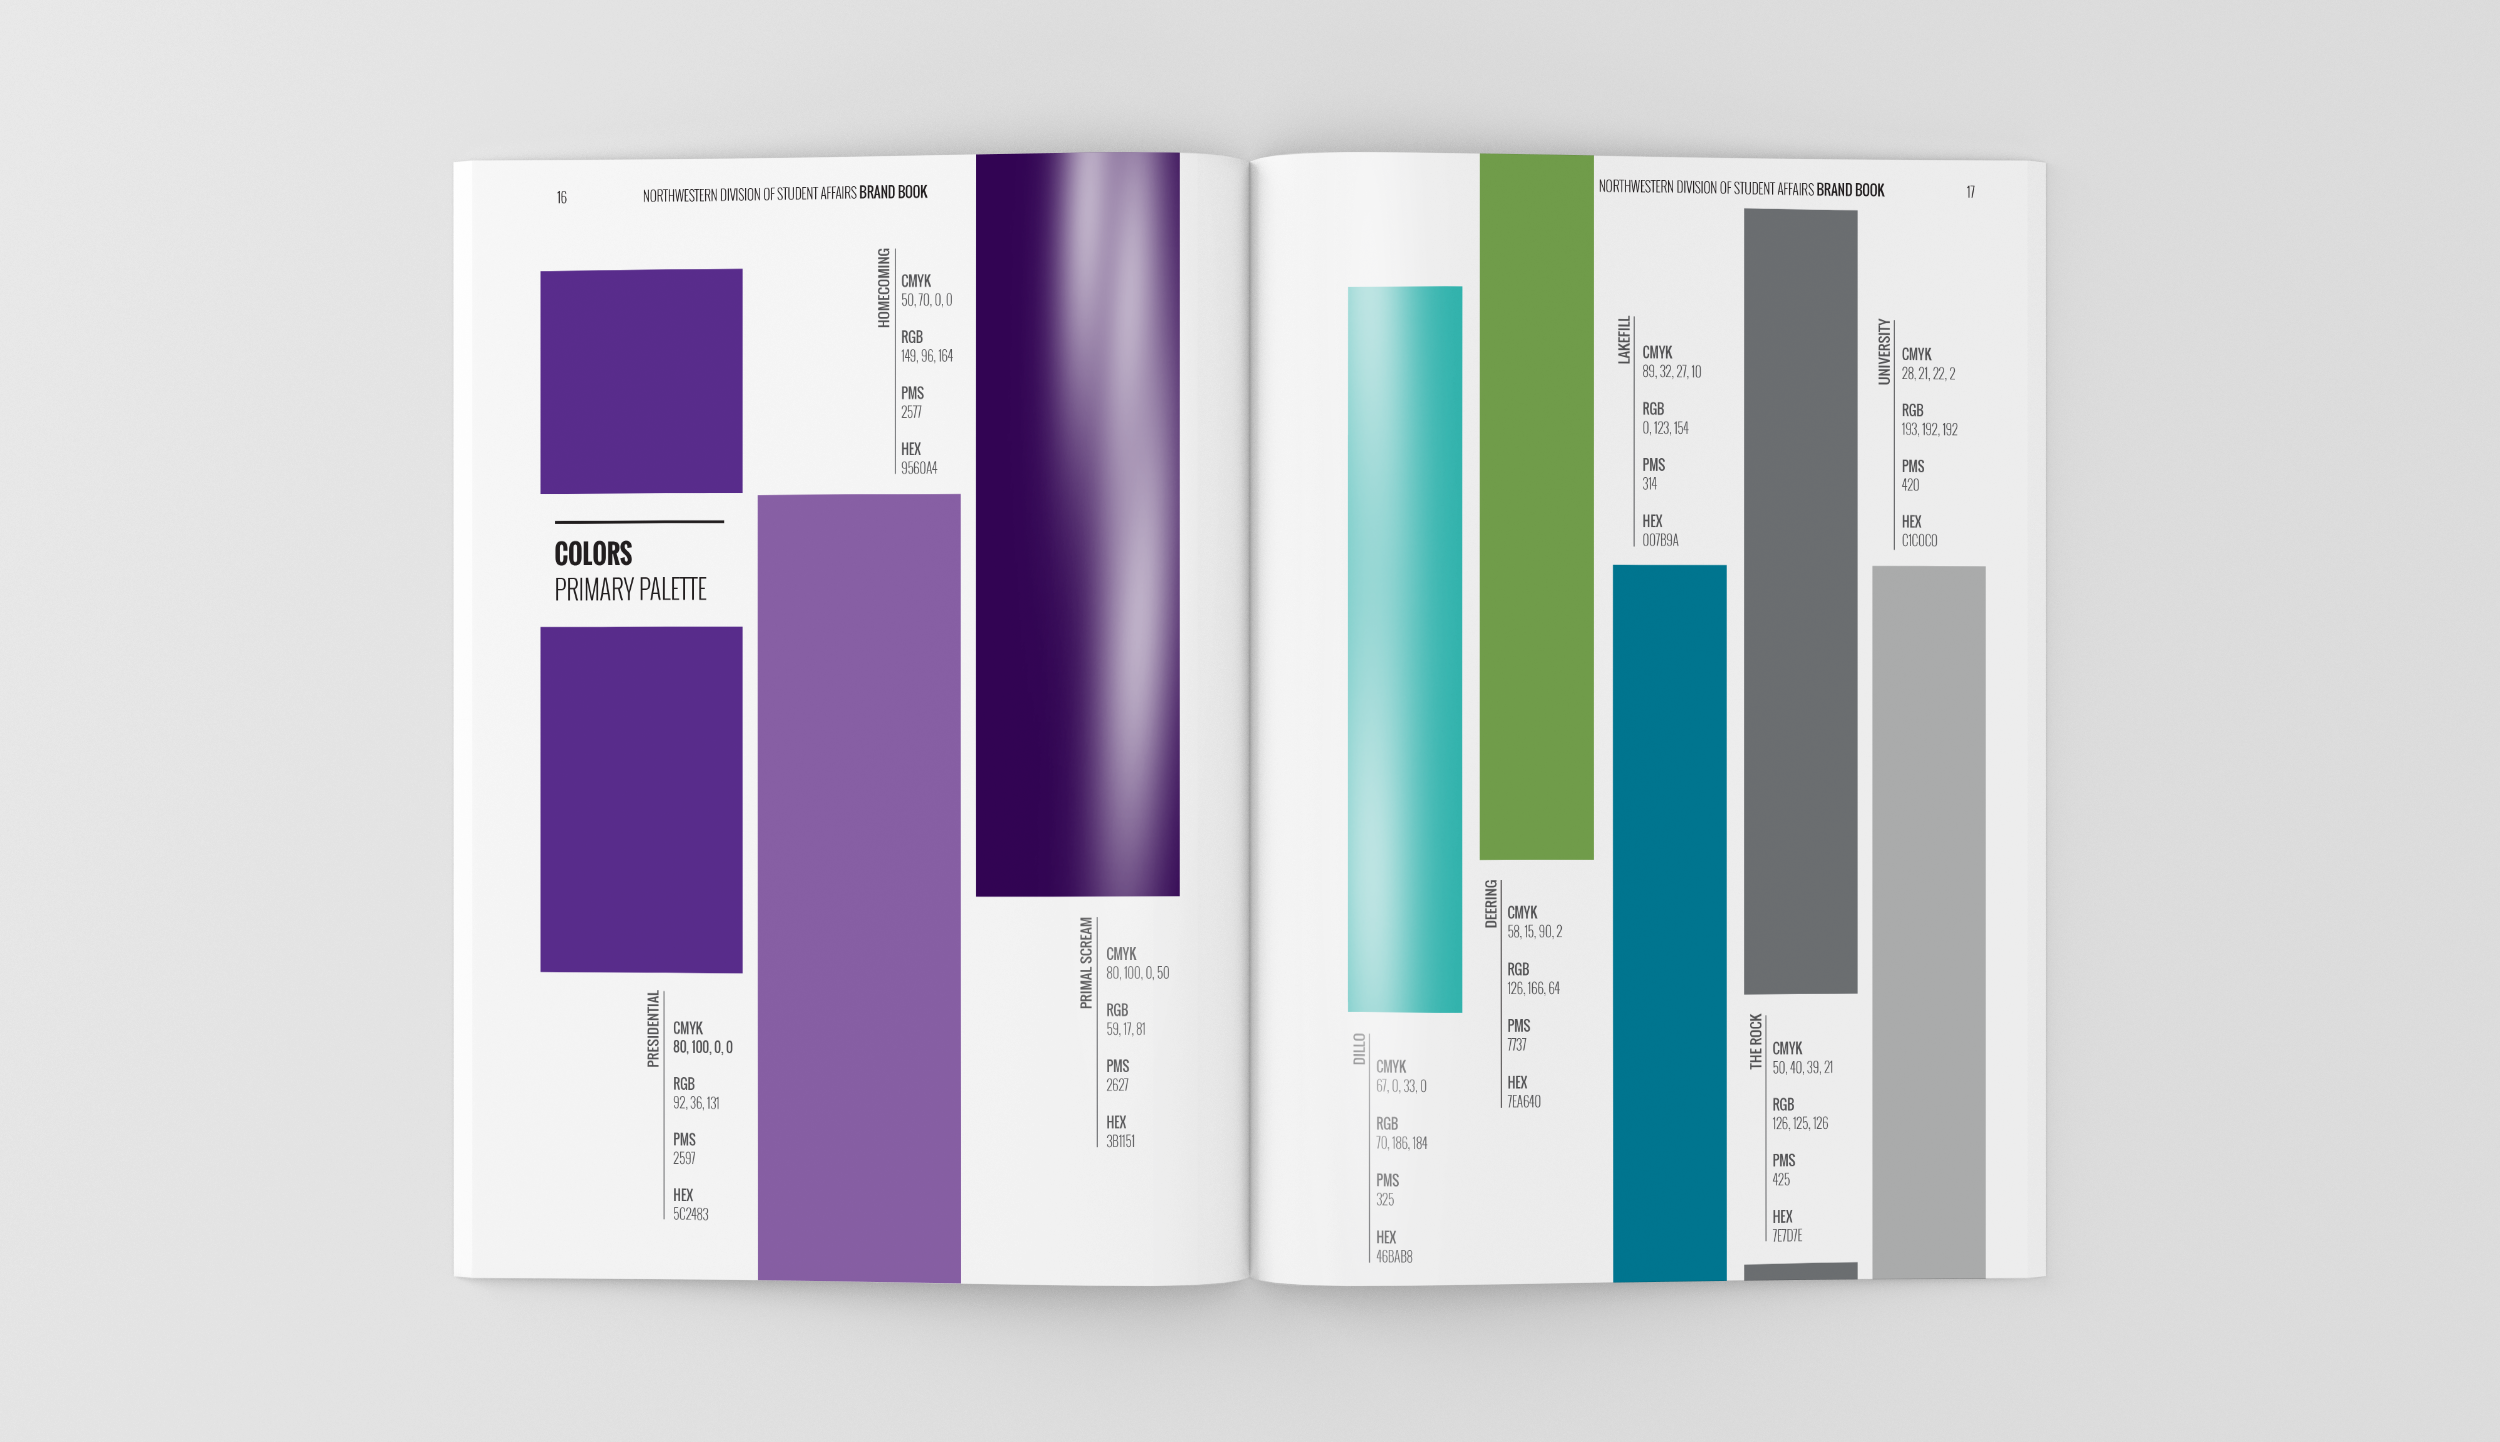 16
NORTHWESTERN DIVISION OF STUDENT AFFAIRS BRAND BOOK
COLORS
PRIMARY PALETTE
PRESIDENTIAL
CMYK
80, 100, 0, 0
RGB
92, 36, 131
PMS
2597
HEX
5C2483
HOMECOMING
CMYK
50, 70, 0, 0
RGB
149, 96, 164
PMS
2577
HEX
9560A4
PRIMAL SCREAM
CMYK
80, 100, 0, 50
RGB
59, 17, 81
PMS
2627
HEX
3B1151
NORTHWESTERN DIVISION OF STUDENT AFFAIRS BRAND BOOK
17
DILLO
CMYK
67, 0, 33, 0
RGB
70, 186, 184
PMS
325
HEX
46BAB8
DEERING
CMYK
58, 15, 90, 2
RGB
126, 166, 64
PMS
7737
HEX
7EA640
LAKEFILL
CMYK
89, 32, 27, 10
RGB
0, 123, 154
PMS
314
HEX
007B9A
THE ROCK
CMYK
50, 40, 39, 21
RGB
126, 125, 126
PMS
425
HEX
7E7D7E
UNIVERSITY
CMYK
28, 21, 22, 2
RGB
193, 192, 192
PMS
420
HEX
C1C0C0